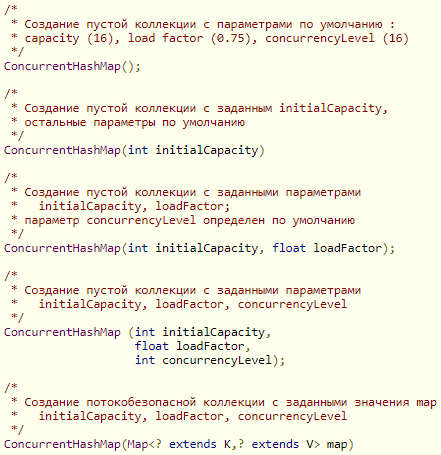 /*
 * Создание пустой коллекции с параметрами по умолчанию :
 * capacity (16), load factor (0.75), concurrencyLevel (16)
 */
ConcurrentHashMap();
/*
 * Создание пустой коллекции с заданным initialCapacity,
 * остальные параметры по умолчанию
 */
ConcurrentHashMap(int initialCapacity)
/*
 * Создание пустой коллекции с заданными параметрами
 *   initialCapacity, loadFactor;
 * параметр concurrencyLevel определен по умолчанию
 */
ConcurrentHashMap(int initialCapacity, float loadFactor);
/*
 * Создание пустой коллекции с заданными параметрами
 *   initialCapacity, loadFactor, concurrencyLevel
 */
ConcurrentHashMap (int initialCapacity,
                   float loadFactor,
                   int concurrencyLevel);
/*
 * Создание потокобезопасной коллекции с заданными значения map
 *   initialCapacity, loadFactor, concurrencyLevel
 */
ConcurrentHashMap(Map<? extends K,? extends V> map)